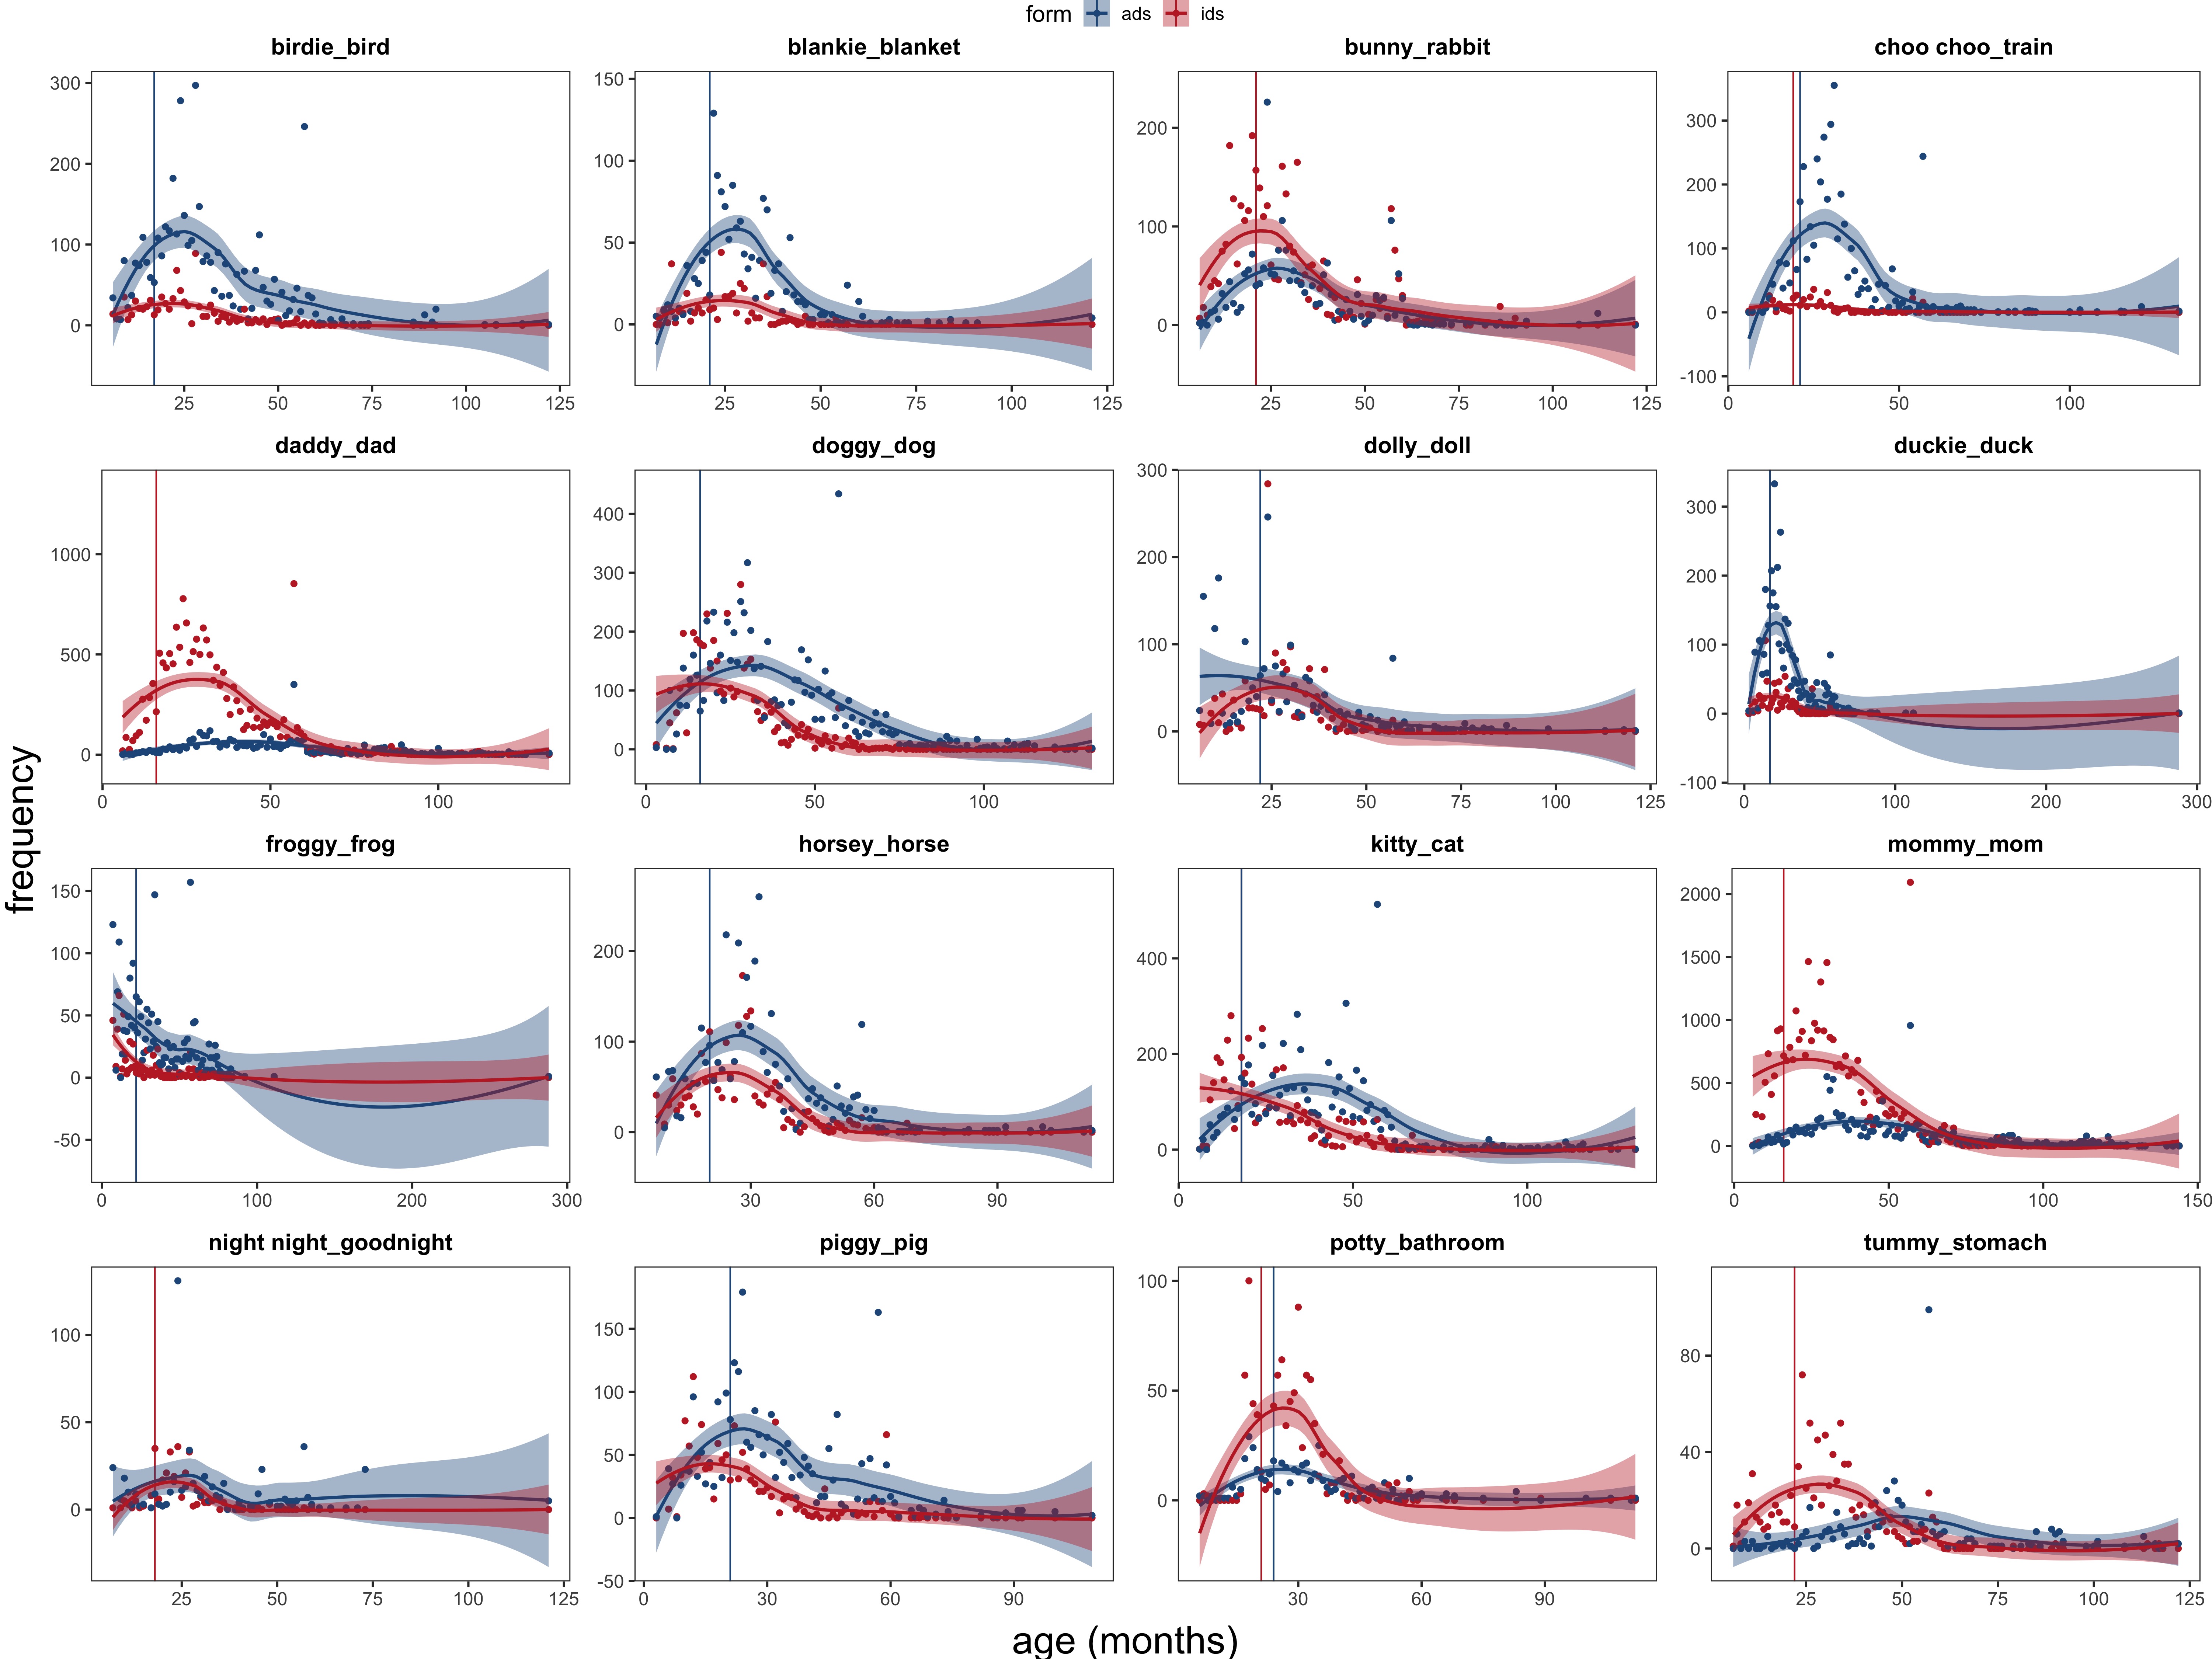 form ads ids
birdie_bird blankie_blanket bunny_rabbit choo choo_train
300 200 100 0
150 100 50 0
200 100 0
300 200 100 0 -100
25 50 75 100 125
25 50 75 100 125
25 50 75 100 125
0 50 100
daddy_dad doggy_dog dolly_doll duckie_duck
1000 500 0
400 300 200 100 0
300 200 100 0
300 200 100 0 -100
0 50 100
0 50 100
25 50 75 100 125
0 100 200 300
frequency
froggy_frog horsey_horse kitty_cat mommy_mom
150 100 50 0 -50
200 100 0
400 200 0
2000 1500 1000 500 0
0 100 200 300
30 60 90
0 50 100
0 50 100 150
night night_goodnight piggy_pig potty_bathroom tummy_stomach
100 50 0
150 100 50 0 -50
100 50 0
80 40 0
25 50 75 100 125
0 30 60 90
30 60 90
25 50 75 100 125
age (months)